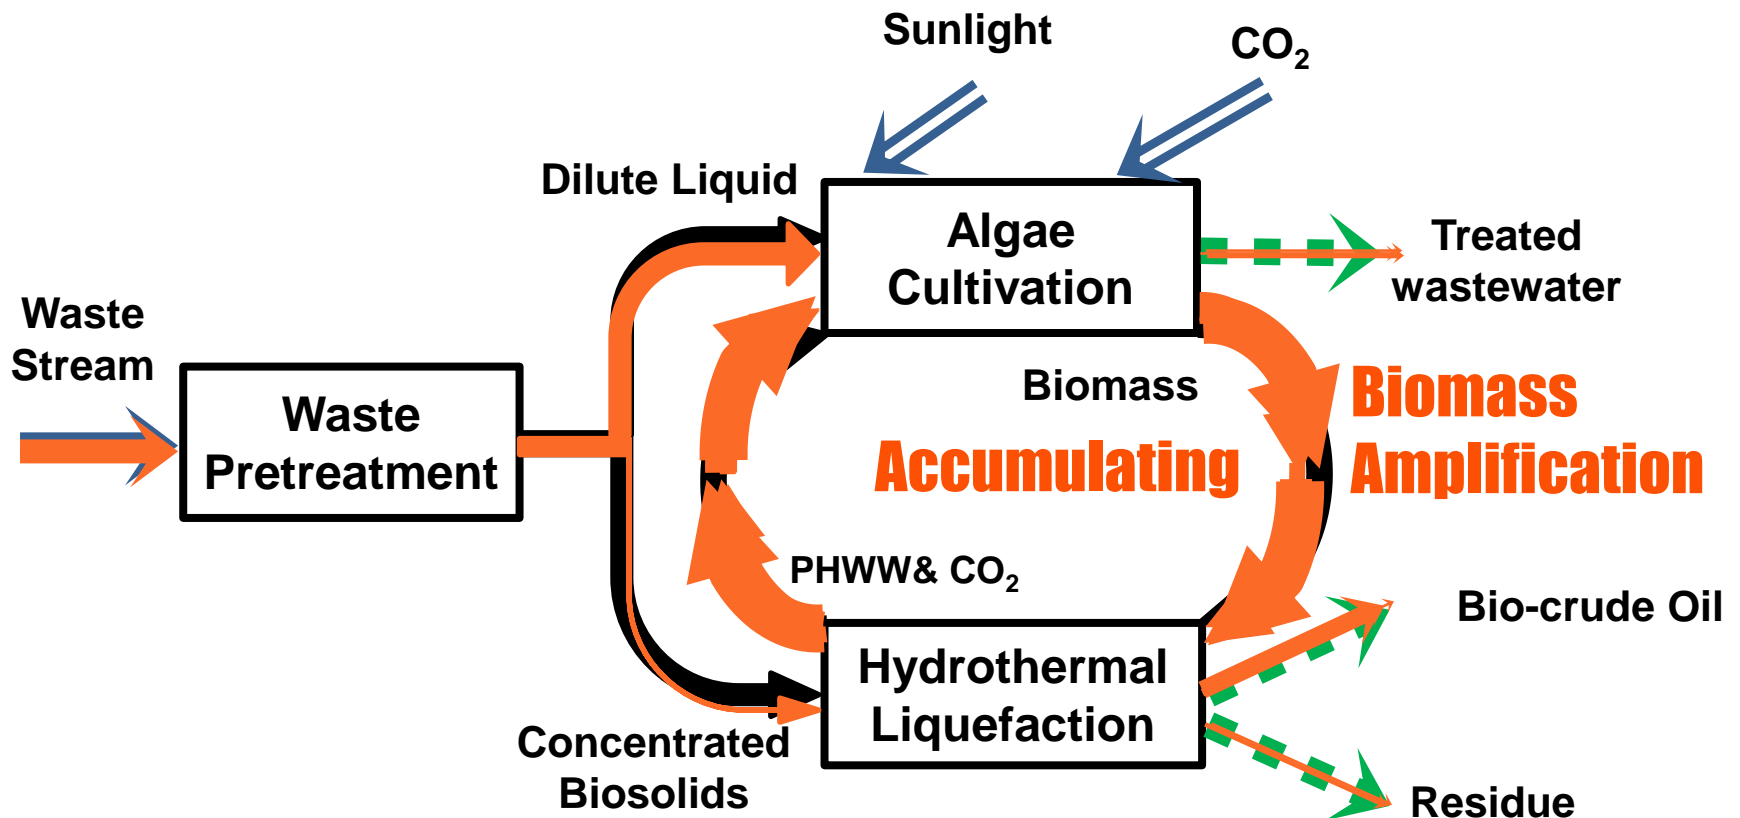 Sunlight
CO₂
Dilute Liquid
Algae
Cultivation
Treated
wastewater
Waste
Stream
Waste
Pretreatment
Biomass
Biomass
Amplification
Accumulating
PHWW& CO₂
Bio-crude Oil
Hydrothermal
Liquefaction
Concentrated
Biosolids
Residue